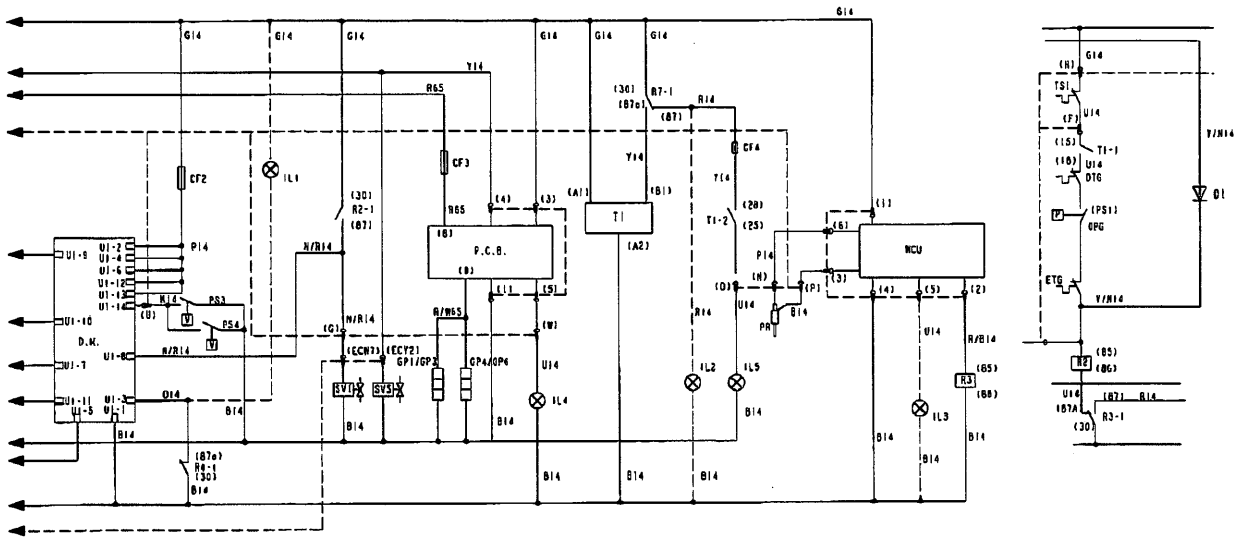 G14
G14
G14
G14
G14
G14
G14
G14
Y14
R65
(30)
R7-1
(87a)
R14
(87)
(H)
TS1
U14
(F)
(15)
T1-1
(16)
U14
OTG
Y/N14
D1
CF2
IL1
CF3
Y14
CF4
Y14
(30)
R2-1
(87)
R65
(4)
(3)
(A1)
(B1)
T1
(A2)
(28)
T1-2
(25)
(1)
(6)
NCU
(3)
P14
(PS1)
P
OPG
ETG
Y/N14
U1-2
U1-4
U1-6
U1-12
U1-13
U1-14
P14
U1-9
N/R14
P.C.B.
(8)
(1)
(5)
(N)
(O)
(P)
(4)
(5)
(2)
N14
PS3
(U)
V
PS4
V
U1-10
D.K.
U1-8
N/R14
N/R14
(G)
R/W65
(W)
U14
U14
B14
PR
R/B14
R2
(85)
(86)
(ECN2)
(ECY2)
GP1/GP3
GP4/GP6
U1-7
SV1
SV5
U14
R14
IL2
IL5
R3
(85)
(86)
U1-11
U1-3
U1-5
U1-1
O14
B14
B14
B14
B14
IL4
B14
IL3
U14
(87)
R14
(87A)
R3-1
(30)
B14
B14
(87a)
R4-1
(30)
B14
B14
B14
B14
B14
B14